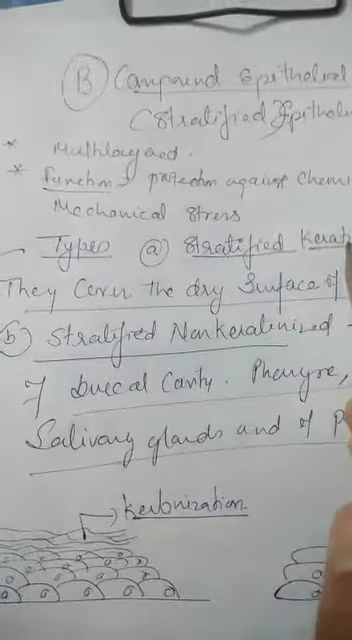 (B) Compound Epithelial
(Stratified Epithel
* Multilayered.
* Function → protection against Chemi
Mechanical Stress
Types (a) Stratified Kerat
They Cover The dry Surface of
(b) Stratified Nonkeratinized -
of Buccal Cavity. Pharynx,
Salivary glands and of P
Keratinization.